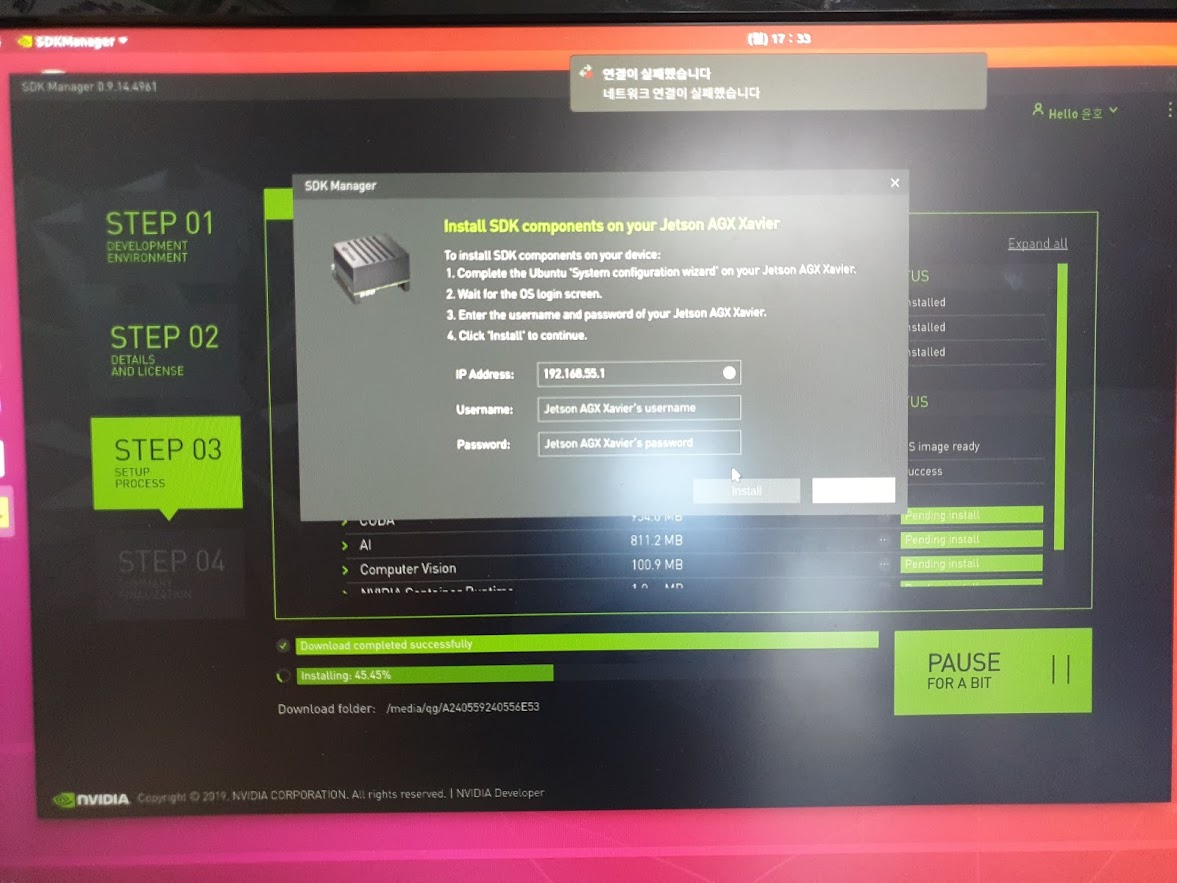 SDKManager
(월) 17 : 33
연결이 실패했습니다
네트워크 연결이 실패했습니다
SDK Manager 0.9.14.4961
Hello 윤호
SDK Manager
Install SDK components on your Jetson AGX Xavier
To install SDK components on your device:
1. Complete the Ubuntu 'System configuration wizard' on your Jetson AGX Xavier.
2. Wait for the OS login screen.
3. Enter the username and password of your Jetson AGX Xavier.
4. Click 'Install' to continue.
IP Address: 192.168.55.1
Username: Jetson AGX Xavier's username
Password: Jetson AGX Xavier's password
Install
STEP 01
DEVELOPMENT
ENVIRONMENT
STEP 02
DETAILS
AND LICENSE
STEP 03
SETUP
PROCESS
STEP 04
SUMMARY
FINALIZATION
Expand all
TUS
nstalled
nstalled
nstalled
TUS
S image ready
uccess
CUDA 954.0 MB Pending install
AI 811.2 MB Pending install
Computer Vision 100.9 MB Pending install
NVIDIA Container Runtime MB
Download completed successfully
Installing: 45.45%
Download folder: /media/qg/A240559240556E53
PAUSE
FOR A BIT
NVIDIA Copyright © 2019, NVIDIA CORPORATION. All rights reserved. | NVIDIA Developer